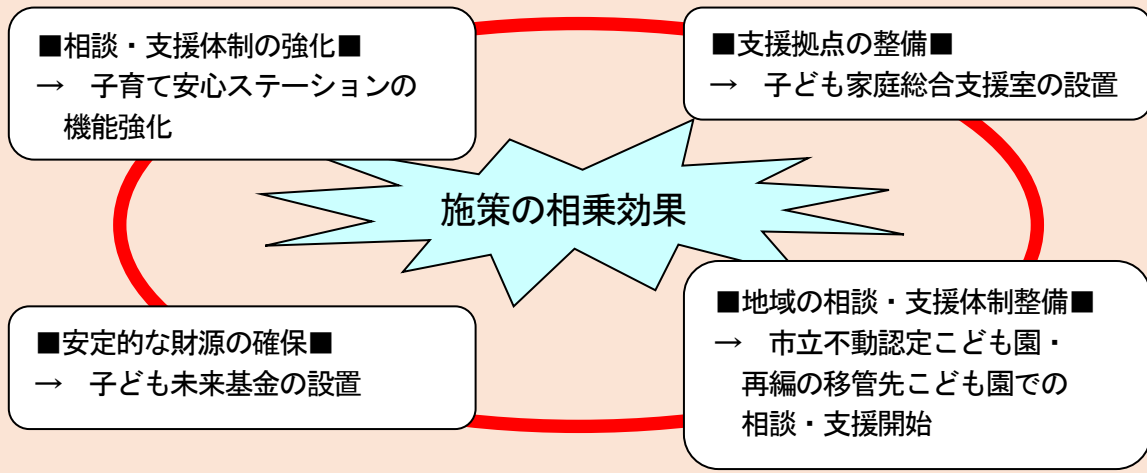 ■相談・支援体制の強化■
→　子育て安心ステーションの
機能強化
■支援拠点の整備■
→　子ども家庭総合支援室の設置
施策の相乗効果
■安定的な財源の確保■
→　子ども未来基金の設置
■地域の相談・支援体制整備■
→　市立不動認定こども園・
再編の移管先こども園での
相談・支援開始